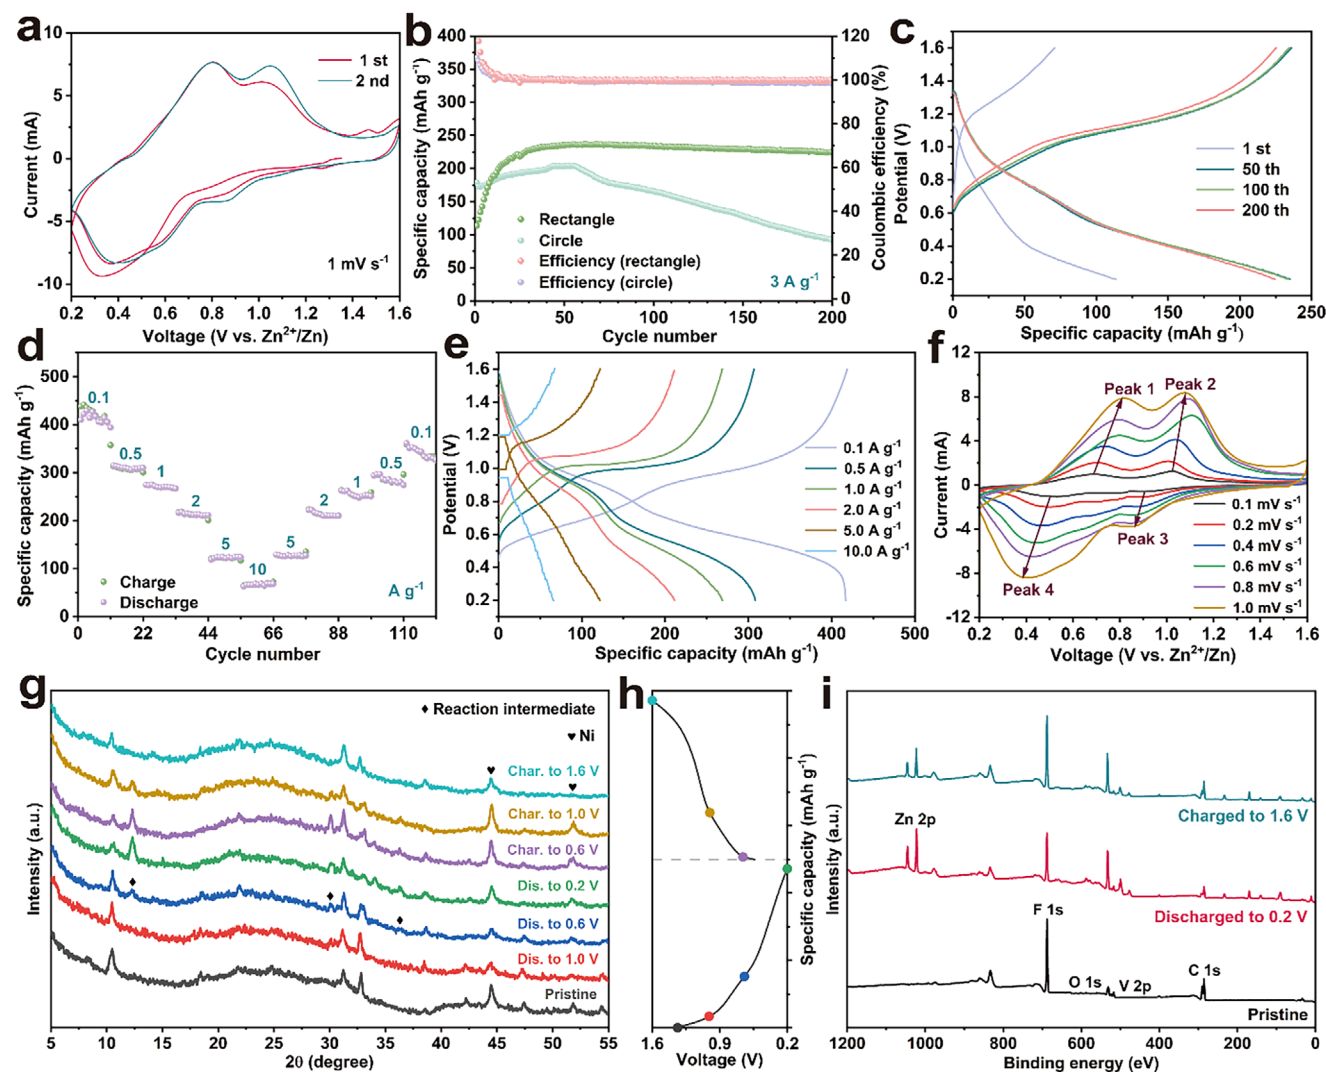 a
10
5
0
-5
-10
Current (mA)
1 st
2 nd
1 mV s⁻¹
0.2 0.4 0.6 0.8 1.0 1.2 1.4 1.6
Voltage (V vs. Zn²⁺/Zn)
b
400
350
300
250
200
150
100
50
0
Specific capacity (mAh g⁻¹)
Rectangle
Circle
Efficiency (rectangle)
Efficiency (circle)
3 A g⁻¹
120
100
80
60
40
20
0
Coulombic efficiency (%)
0 50 100 150 200
Cycle number
c
1.6
1.4
1.2
1.0
0.8
0.6
0.4
0.2
Potential (V)
1 st
50 th
100 th
200 th
0 50 100 150 200 250
Specific capacity (mAh g⁻¹)
d
500
400
300
200
100
0
Specific capacity (mAh g⁻¹)
0.1
0.5
1
2
5
10
5
2
1
0.5
0.1
Charge
Discharge
A g⁻¹
0 22 44 66 88 110
Cycle number
e
1.6
1.4
1.2
1.0
0.8
0.6
0.4
0.2
Potential (V)
0.1 A g⁻¹
0.5 A g⁻¹
1.0 A g⁻¹
2.0 A g⁻¹
5.0 A g⁻¹
10.0 A g⁻¹
0 100 200 300 400 500
Specific capacity (mAh g⁻¹)
f
12
8
4
0
-4
-8
-12
Current (mA)
Peak 1
Peak 2
Peak 3
Peak 4
0.1 mV s⁻¹
0.2 mV s⁻¹
0.4 mV s⁻¹
0.6 mV s⁻¹
0.8 mV s⁻¹
1.0 mV s⁻¹
0.2 0.4 0.6 0.8 1.0 1.2 1.4 1.6
Voltage (V vs. Zn²⁺/Zn)
g
Intensity (a.u.)
♦ Reaction intermediate
♥ Ni
Char. to 1.6 V
Char. to 1.0 V
Char. to 0.6 V
Dis. to 0.2 V
Dis. to 0.6 V
Dis. to 1.0 V
Pristine
5 10 15 20 25 30 35 40 45 50 55
2θ (degree)
h
Specific capacity (mAh g⁻¹)
1.6 0.9 0.2
Voltage (V)
i
Intensity (a.u.)
Charged to 1.6 V
Zn 2p
Discharged to 0.2 V
F 1s
O 1s
V 2p
C 1s
Pristine
1200 1000 800 600 400 200 0
Binding energy (eV)